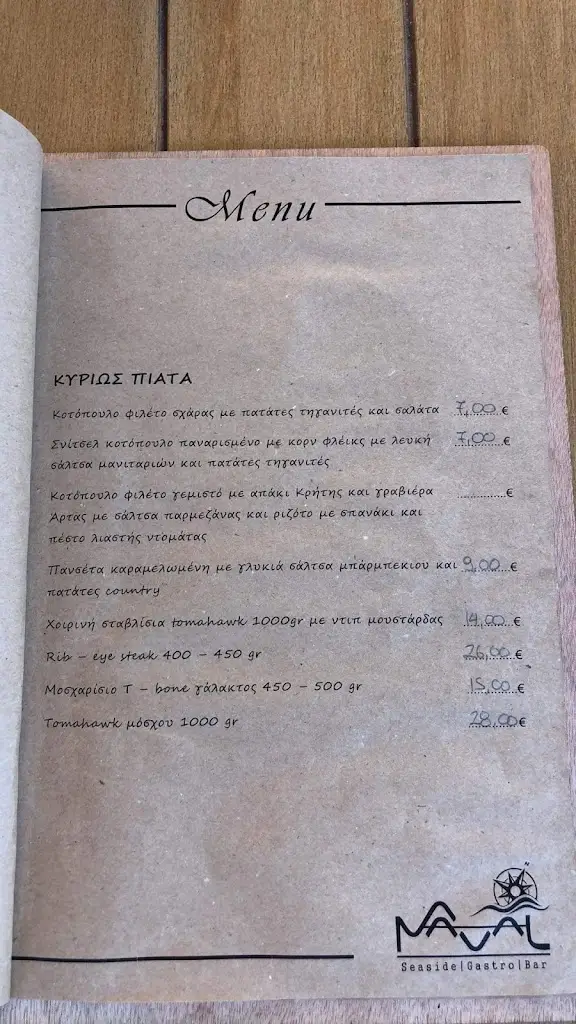 Menu
ΚΥΡΙΩΣ ΠΙΑΤΑ
Κοτόπουλο φιλέτο σχάρας με πατάτες τηγανιτές και σαλάτα 7,00 €
Σνίτσελ κοτόπουλο παναρισμένο με κορν φλέικς με λευκή 7,00 €
σάλτσα μανιταριών και πατάτες τηγανιτές
Κοτόπουλο φιλέτο γεμιστό με απάκι Κρήτης και γραβιέρα ............€
Άρτας με σάλτσα παρμεζάνας και ριζότο με σπανάκι και
πέστο λιαστής ντομάτας
Πανσέτα καραμελωμένη με γλυκιά σάλτσα μπάρμπεκιου και 9,00 €
πατάτες country
Χοιρινή σταβλίσια tomahawk 1000gr με ντιπ μουστάρδας 14,00 €
Rib – eye steak 400 – 450 gr 26,00 €
Μοσχαρίσιο T – bone γάλακτος 450 – 500 gr 15,00 €
Tomahawk μόσχου 1000 gr 28,00€
N
NAVAL
Seaside|Gastro|Bar